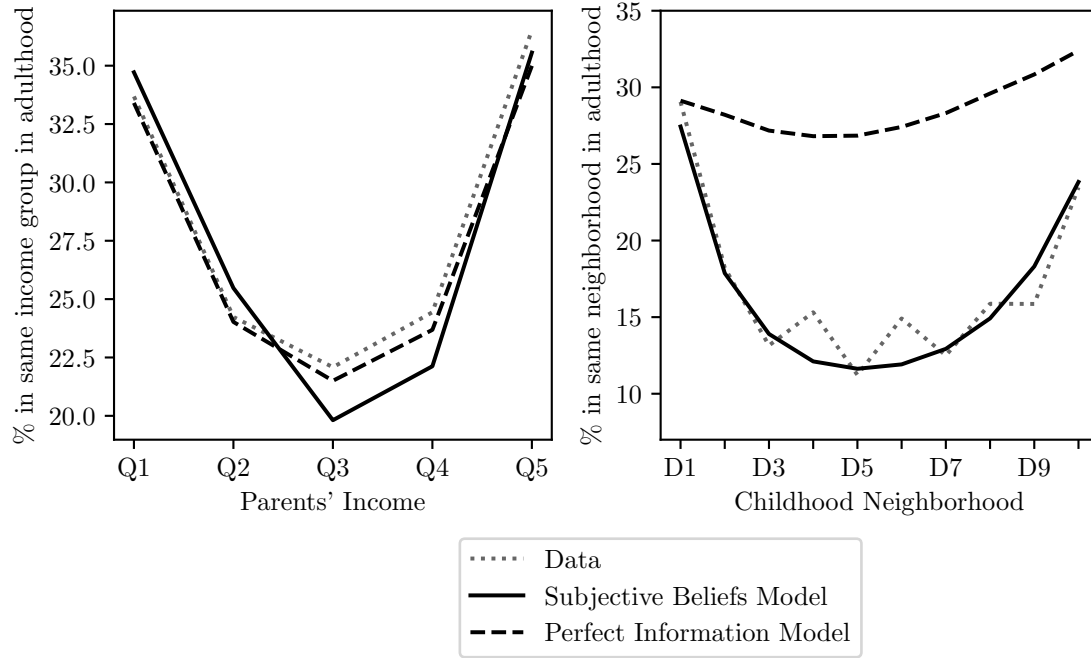 % in same income group in adulthood
35.0
32.5
30.0
27.5
25.0
22.5
20.0
Q1 Q2 Q3 Q4 Q5
Parents' Income
% in same neighborhood in adulthood
35
30
25
20
15
10
D1 D3 D5 D7 D9
Childhood Neighborhood
Data
Subjective Beliefs Model
Perfect Information Model